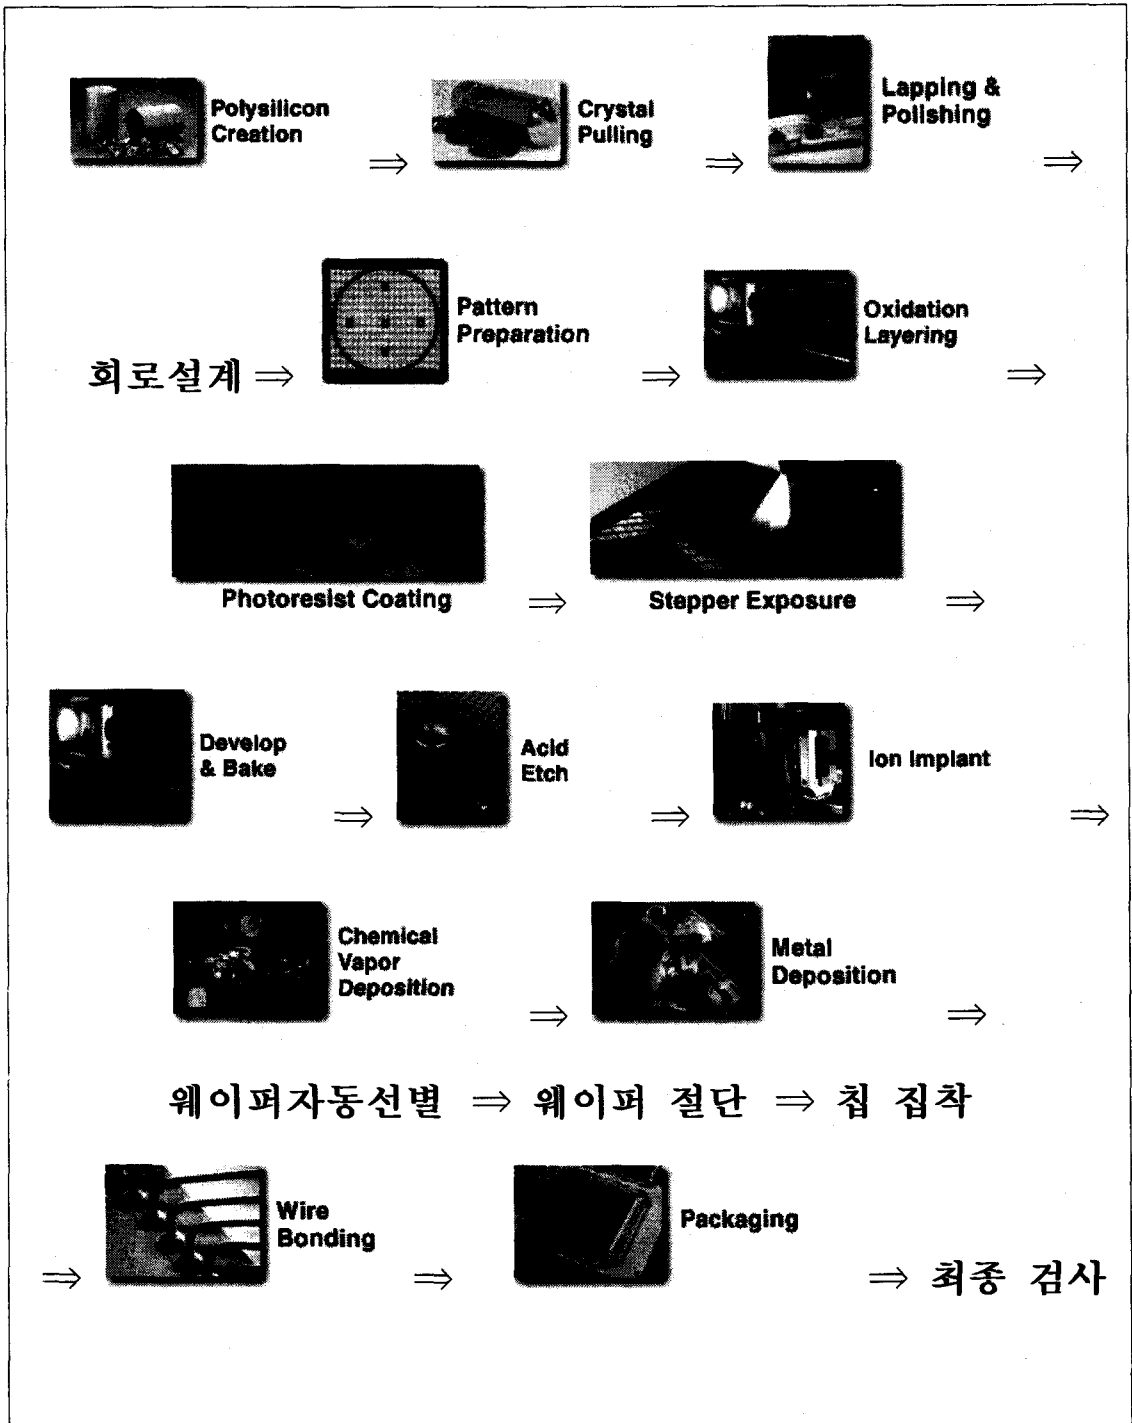 Polysilicon
Creation
⇒
Crystal
Pulling
⇒
Lapping &
Polishing
⇒
회로설계 ⇒
Pattern
Preparation
⇒
Oxidation
Layering
⇒
Photoresist Coating
⇒
Stepper Exposure
⇒
Develop
& Bake
⇒
Acid
Etch
⇒
Ion Implant
⇒
Chemical
Vapor
Deposition
⇒
Metal
Deposition
⇒
웨이퍼자동선별 ⇒ 웨이퍼 절단 ⇒ 칩 집착
⇒
Wire
Bonding
⇒
Packaging
⇒ 최종 검사